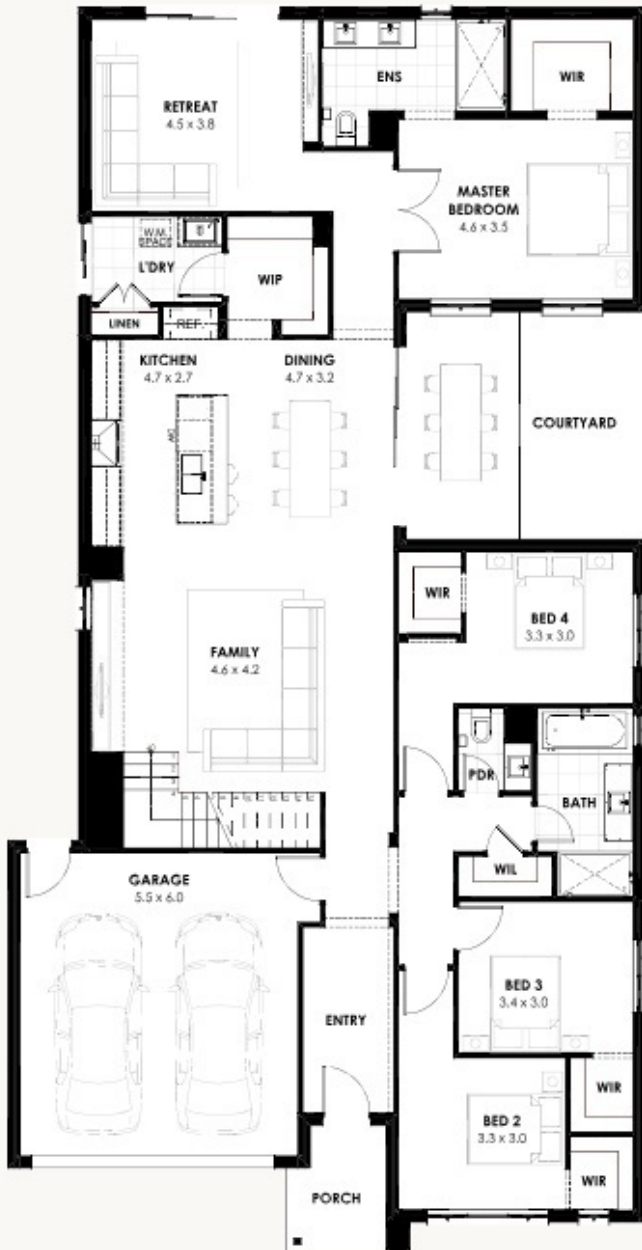 ENS
WIR
RETREAT
4.5 x 3.8
MASTER
BEDROOM
4.6 x 3.5
W.M.
SPACE
L'DRY
WIP
LINEN
REF.
KITCHEN
4.7 x 2.7
DINING
4.7 x 3.2
DW
COURTYARD
WIR
BED 4
3.3 x 3.0
FAMILY
4.6 x 4.2
PDR
BATH
WIL
GARAGE
5.5 x 6.0
BED 3
3.4 x 3.0
ENTRY
WIR
BED 2
3.3 x 3.0
WIR
PORCH